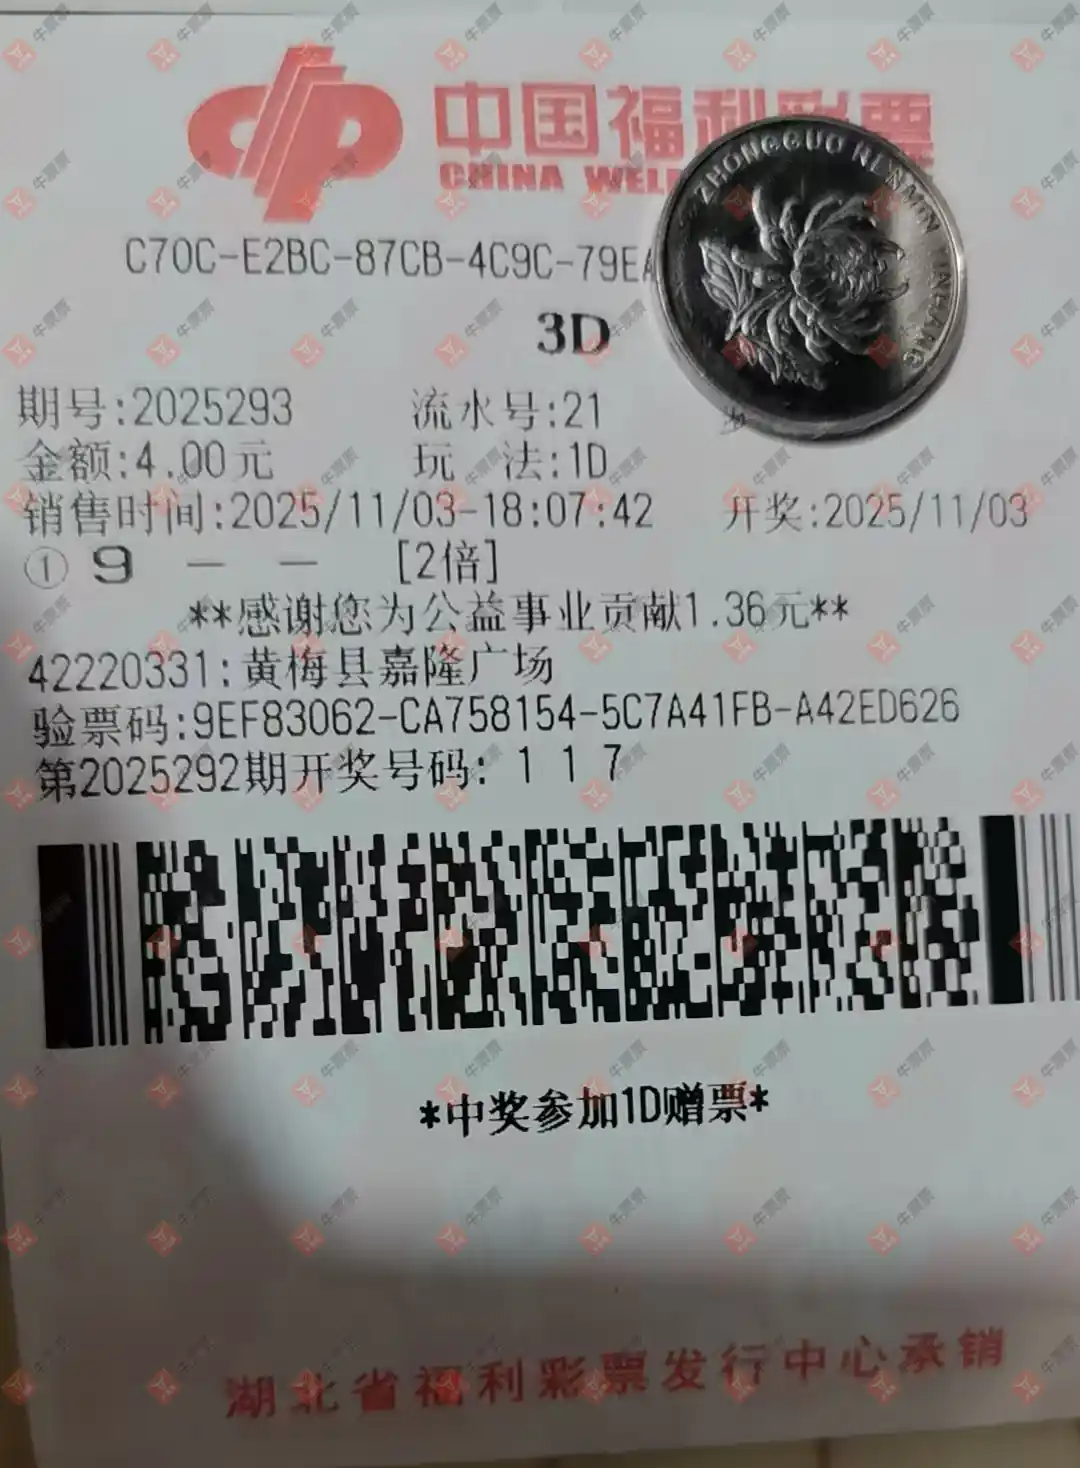 中国福利彩票
CHINA WEL
C70C-E2BC-87CB-4C9C-79EA
ZHONGGUO RENMIN YINHANG
3D
期号:2025293 流水号:21
金额:4.00元 玩 法:1D
销售时间:2025/11/03-18:07:42 开奖:2025/11/03
① 9 — — [2倍]
**感谢您为公益事业贡献1.36元**
42220331:黄梅县嘉隆广场
验票码:9EF83062-CA758154-5C7A41FB-A42ED626
第2025292期开奖号码: 1 1 7
*中奖参加1D赠票*
湖北省福利彩票发行中心承销
牛票票